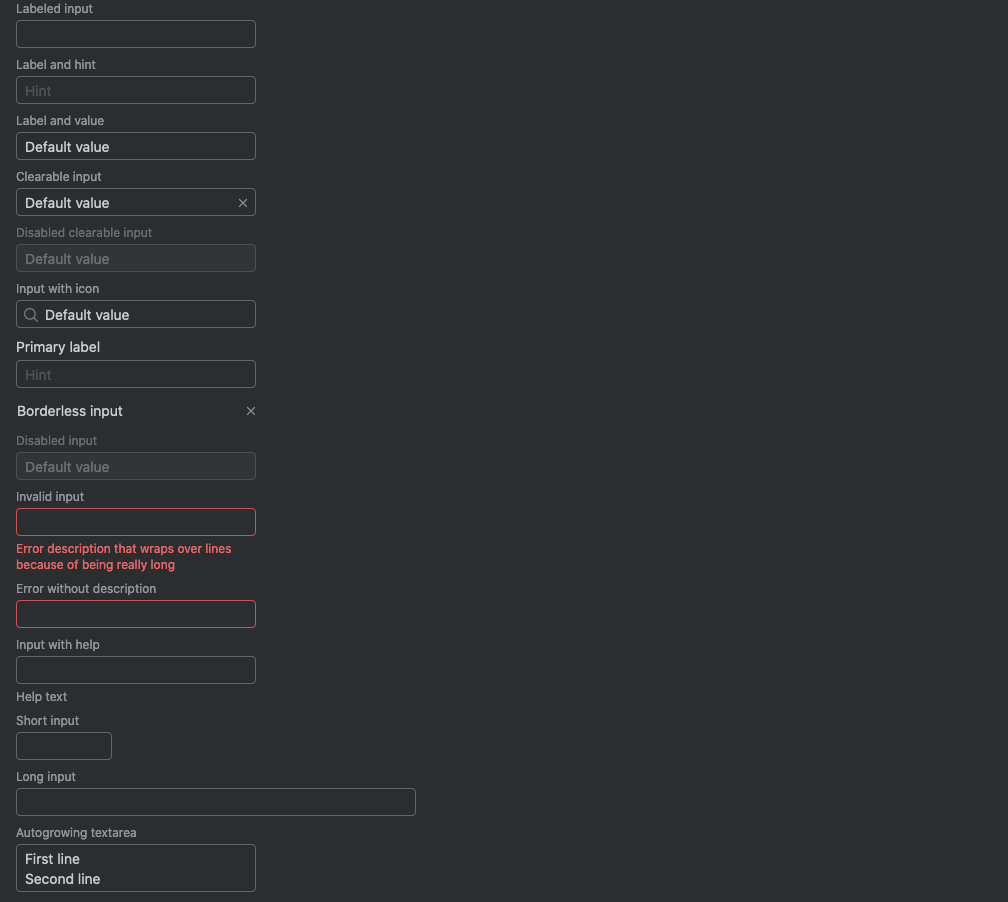 Labeled input
Label and hint
Hint
Label and value
Default value
Clearable input
Default value
Disabled clearable input
Default value
Input with icon
Default value
Primary label
Hint
Borderless input
Disabled input
Default value
Invalid input
Error description that wraps over lines
because of being really long
Error without description
Input with help
Help text
Short input
Long input
Autogrowing textarea
First line
Second line